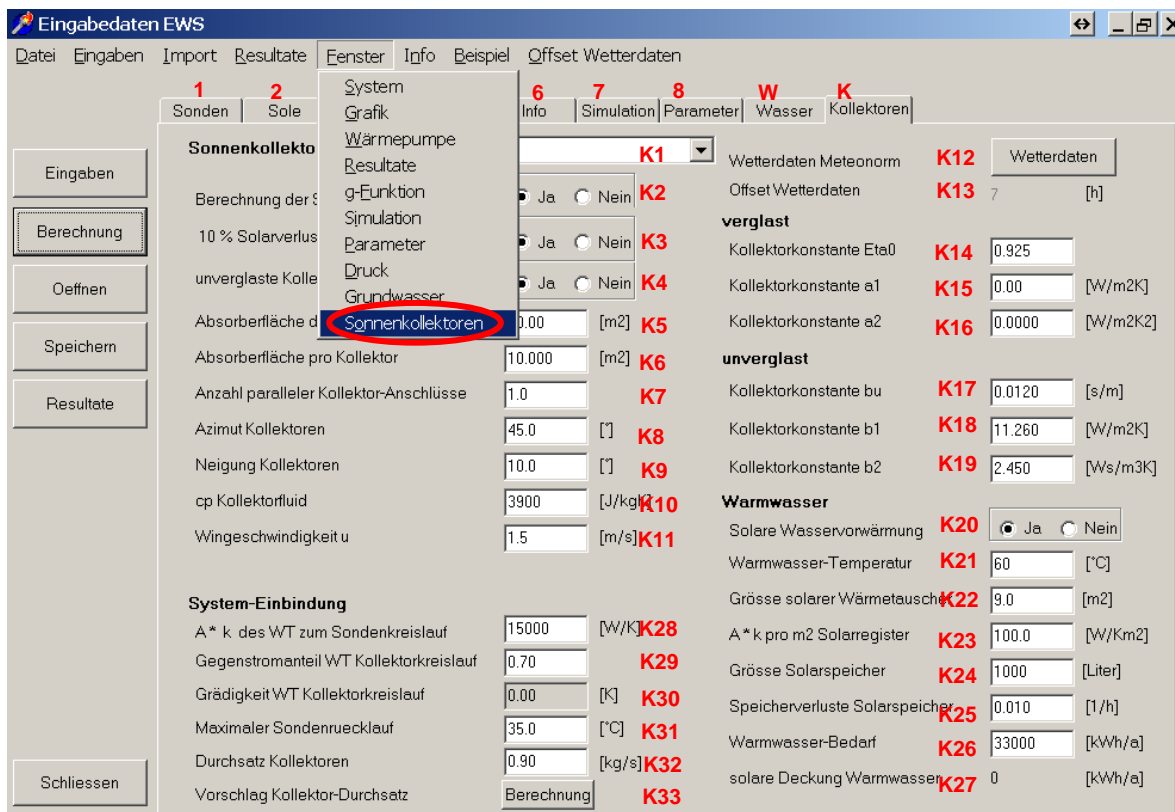 Eingabedaten EWS
Datei Eingaben Import Resultate Fenster Info Beispiel Offset Wetterdaten
1 2 6 7 8 W K
Sonden Sole Info Simulation Parameter Wasser Kollektoren
System
Grafik
Wärmepumpe
Resultate
g-Funktion
Simulation
Parameter
Druck
Grundwasser
Sonnenkollektoren
Eingaben
Berechnung
Oeffnen
Speichern
Resultate
Schliessen
Sonnenkollekto K1
Berechnung der S Ja Nein K2
10 % Solarverlus Ja Nein K3
unverglaste Kolle Ja Nein K4
Absorberfläche d 0.00 [m2] K5
Absorberfläche pro Kollektor 10.000 [m2] K6
Anzahl paralleler Kollektor-Anschlüsse 1.0 K7
Azimut Kollektoren 45.0 [°] K8
Neigung Kollektoren 10.0 [°] K9
cp Kollektorfluid 3900 [J/kgK] K10
Wingeschwindigkeit u 1.5 [m/s] K11
System-Einbindung
A * k des WT zum Sondenkreislauf 15000 [W/K] K28
Gegenstromanteil WT Kollektorkreislauf 0.70 K29
Grädigkeit WT Kollektorkreislauf 0.00 [K] K30
Maximaler Sondenruecklauf 35.0 [°C] K31
Durchsatz Kollektoren 0.90 [kg/s] K32
Vorschlag Kollektor-Durchsatz Berechnung K33
Wetterdaten Meteonorm K12 Wetterdaten
Offset Wetterdaten K13 7 [h]
verglast
Kollektorkonstante Eta0 K14 0.925
Kollektorkonstante a1 K15 0.00 [W/m2K]
Kollektorkonstante a2 K16 0.0000 [W/m2K2]
unverglast
Kollektorkonstante bu K17 0.0120 [s/m]
Kollektorkonstante b1 K18 11.260 [W/m2K]
Kollektorkonstante b2 K19 2.450 [Ws/m3K]
Warmwasser
Solare Wasservorwärmung K20 Ja Nein
Warmwasser-Temperatur K21 60 [°C]
Grösse solarer Wärmetauscher K22 9.0 [m2]
A * k pro m2 Solarregister K23 100.0 [W/Km2]
Grösse Solarspeicher K24 1000 [Liter]
Speicherverluste Solarspeicher K25 0.010 [1/h]
Warmwasser-Bedarf K26 33000 [kWh/a]
solare Deckung Warmwasser K27 0 [kWh/a]